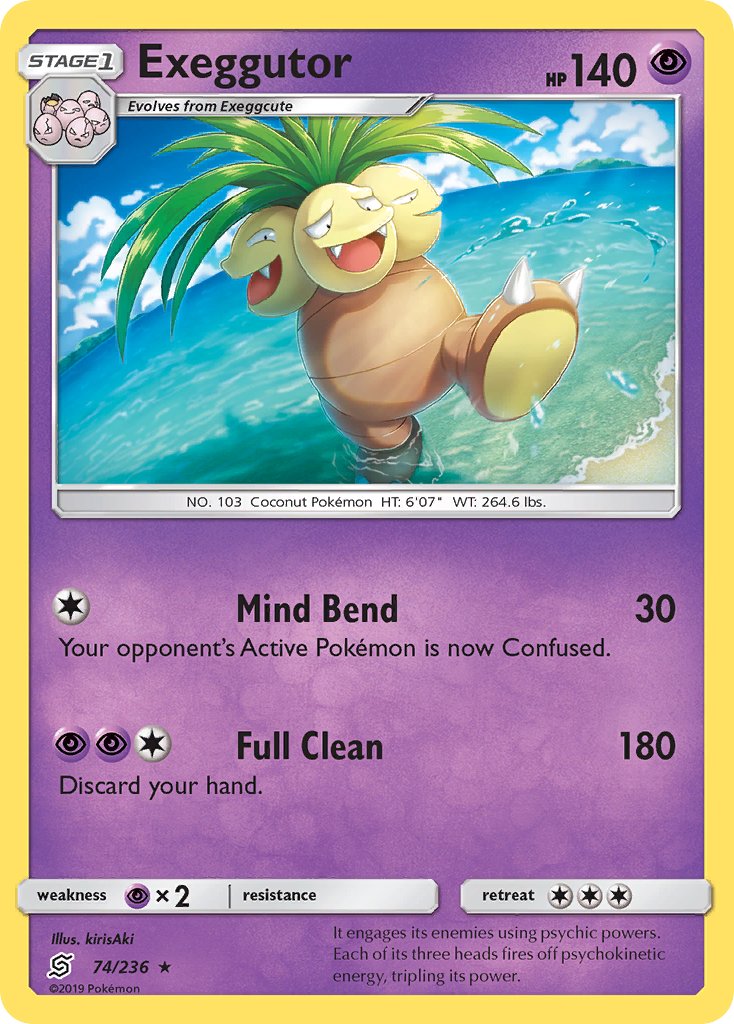 STAGE1
Exeggutor
HP 140
Evolves from Exeggcute
NO. 103 Coconut Pokémon HT: 6'07" WT: 264.6 lbs.
Mind Bend 30
Your opponent's Active Pokémon is now Confused.
Full Clean 180
Discard your hand.
weakness × 2 resistance retreat
Illus. kirisAki
74/236 ★
©2019 Pokémon
It engages its enemies using psychic powers.
Each of its three heads fires off psychokinetic
energy, tripling its power.